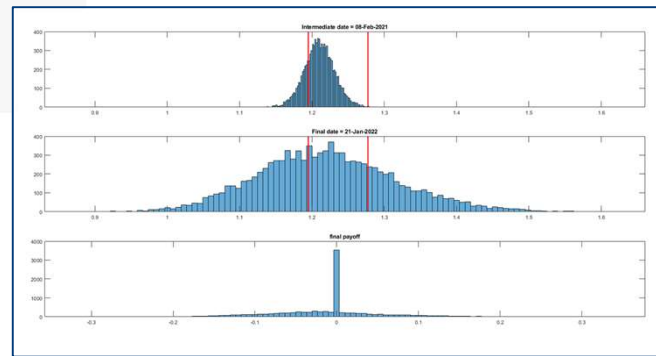 Intermediate date = 08-Feb-2021
400
300
200
100
0
0.9 1 1.1 1.2 1.3 1.4 1.5 1.6
Final date = 21-Jan-2022
400
300
200
100
0
0.9 1 1.1 1.2 1.3 1.4 1.5 1.6
final payoff
4000
3000
2000
1000
0
-0.3 -0.2 -0.1 0 0.1 0.2 0.3